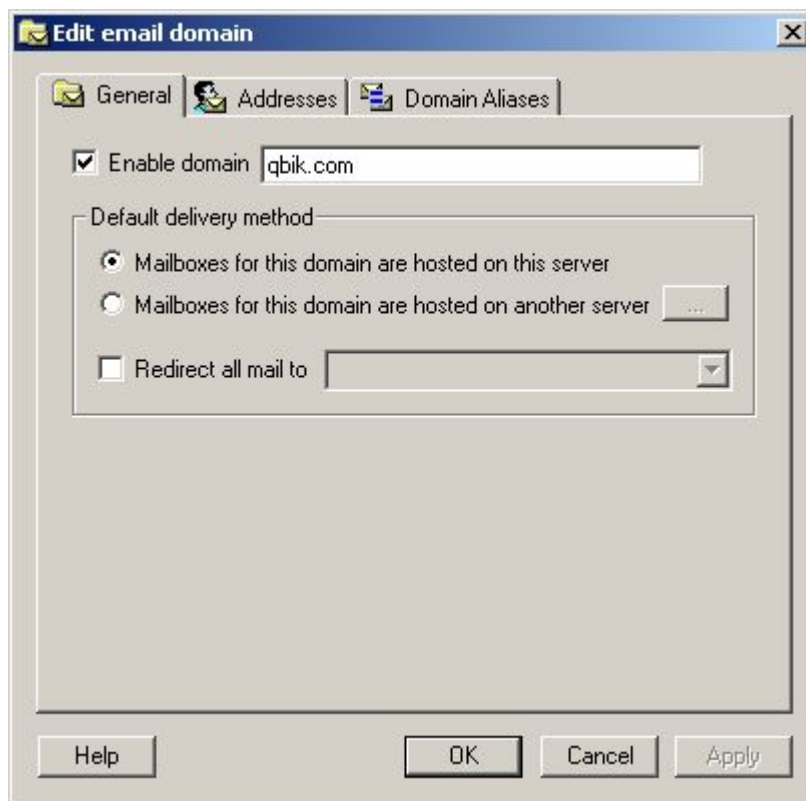 Edit email domain
General Addresses Domain Aliases
Enable domain qbik.com
Default delivery method
Mailboxes for this domain are hosted on this server
Mailboxes for this domain are hosted on another server ...
Redirect all mail to
Help OK Cancel Apply